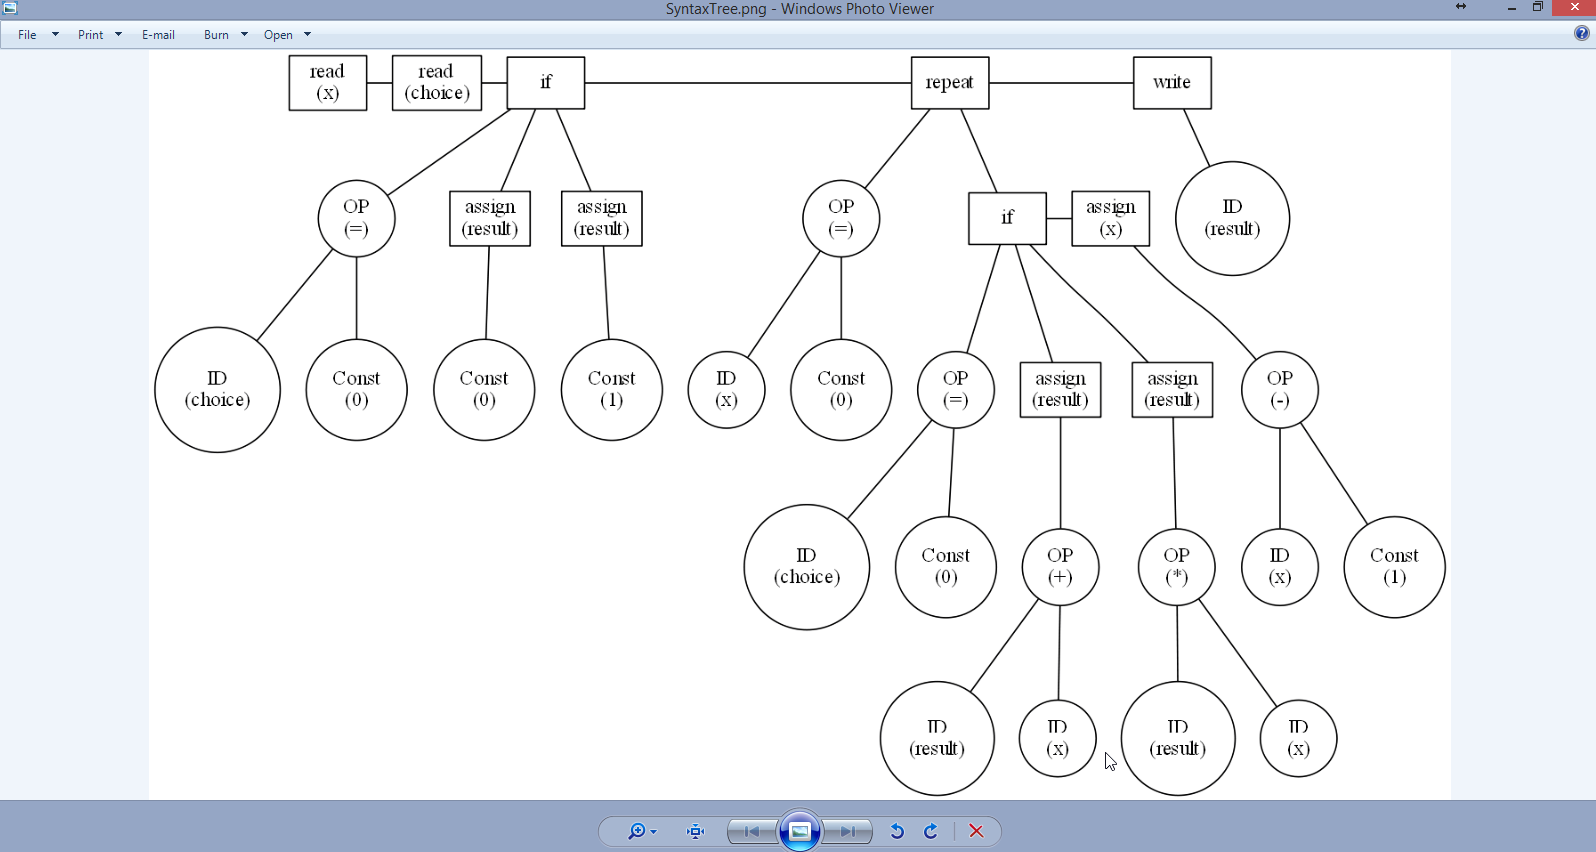 SyntaxTree.png - Windows Photo Viewer
File Print E-mail Burn Open
read
(x)
read
(choice)
if
repeat
write
OP
(=)
assign
(result)
assign
(result)
OP
(=)
if
assign
(x)
ID
(result)
ID
(choice)
Const
(0)
Const
(0)
Const
(1)
ID
(x)
Const
(0)
OP
(=)
assign
(result)
assign
(result)
OP
(-)
ID
(choice)
Const
(0)
OP
(+)
OP
(*)
ID
(x)
Const
(1)
ID
(result)
ID
(x)
ID
(result)
ID
(x)